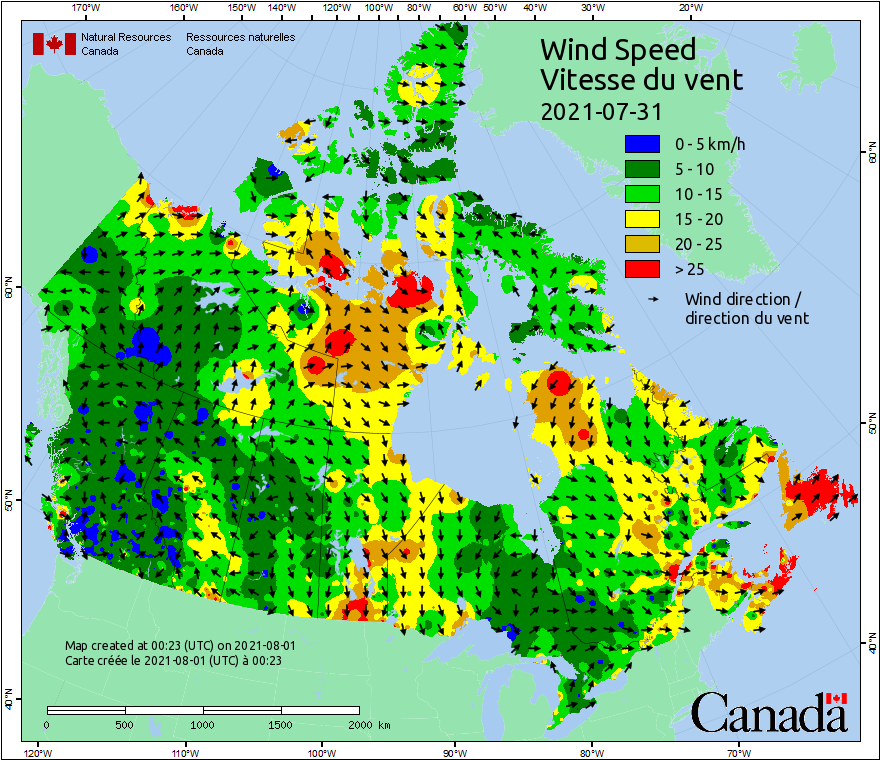 170°W 160°W 150°W 140°W 130°W 120°W 110°W 100°W 90°W 80°W 70°W 60°W 50°W 40°W 30°W 20°W
Natural Resources Canada
Ressources naturelles Canada
Wind Speed
Vitesse du vent
2021-07-31
0 - 5 km/h
5 - 10
10 - 15
15 - 20
20 - 25
> 25
Wind direction /
direction du vent
60°N
60°N
50°N
50°N
40°N
40°N
Map created at 00:23 (UTC) on 2021-08-01
Carte créée le 2021-08-01 (UTC) à 00:23
0 500 1000 1500 2000 km
Canada
120°W 110°W 100°W 90°W 80°W 70°W